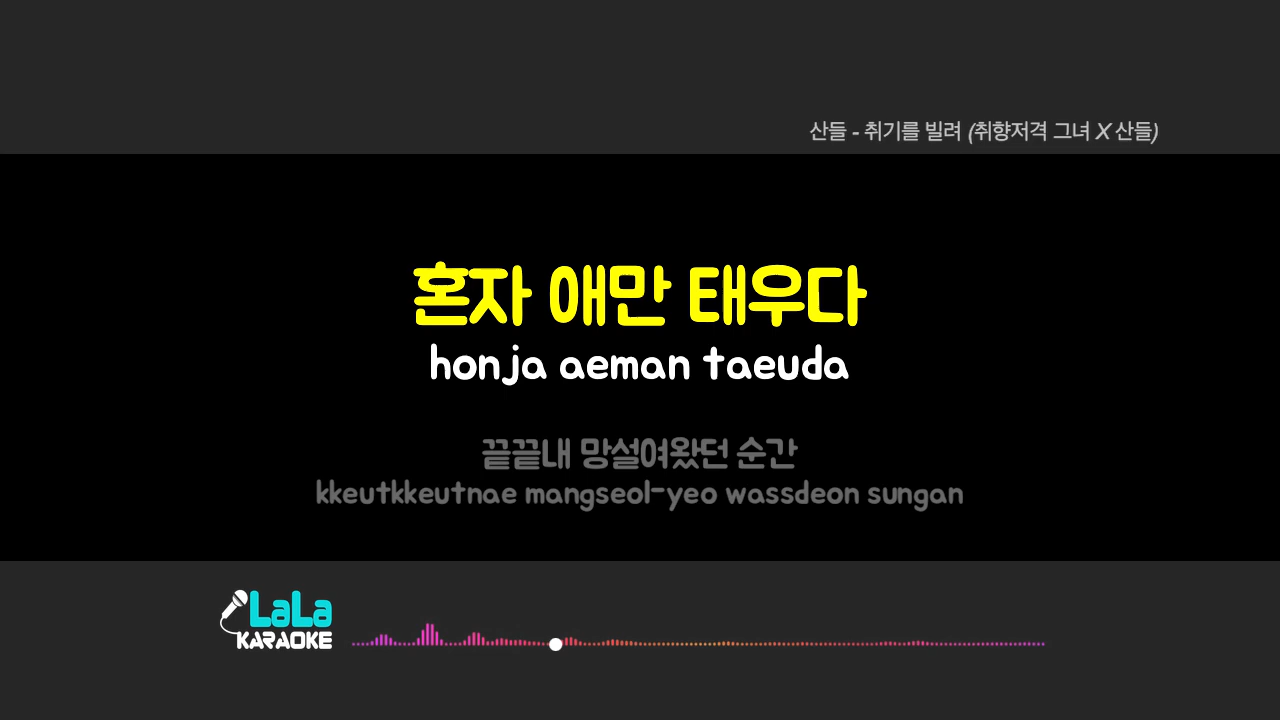 산들 - 취기를 빌려 (취향저격 그녀 X 산들)
혼자 애만 태우다
honja aeman taeuda
끝끝내 망설여왔던 순간
kkeutkkeutnae mangseol-yeo wassdeon sungan
LaLa
KARAOKE